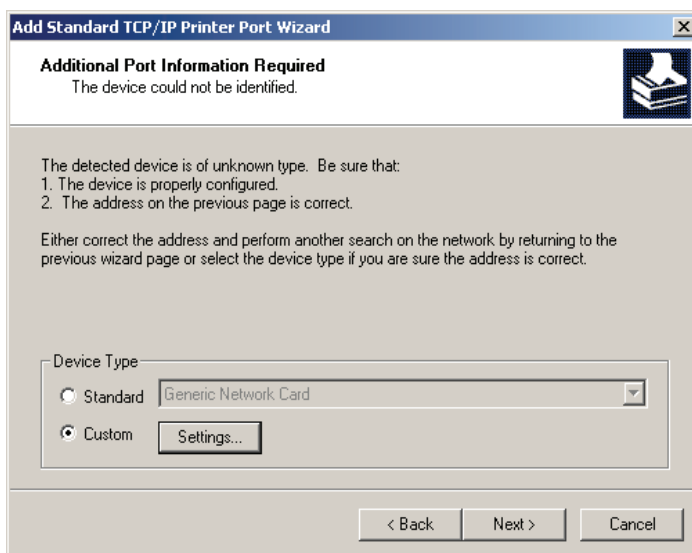 Add Standard TCP/IP Printer Port Wizard
Additional Port Information Required
The device could not be identified.
The detected device is of unknown type.  Be sure that:
1. The device is properly configured.
2.  The address on the previous page is correct.
Either correct the address and perform another search on the network by returning to the
previous wizard page or select the device type if you are sure the address is correct.
Device Type
Standard Generic Network Card
Custom Settings...
< Back Next > Cancel